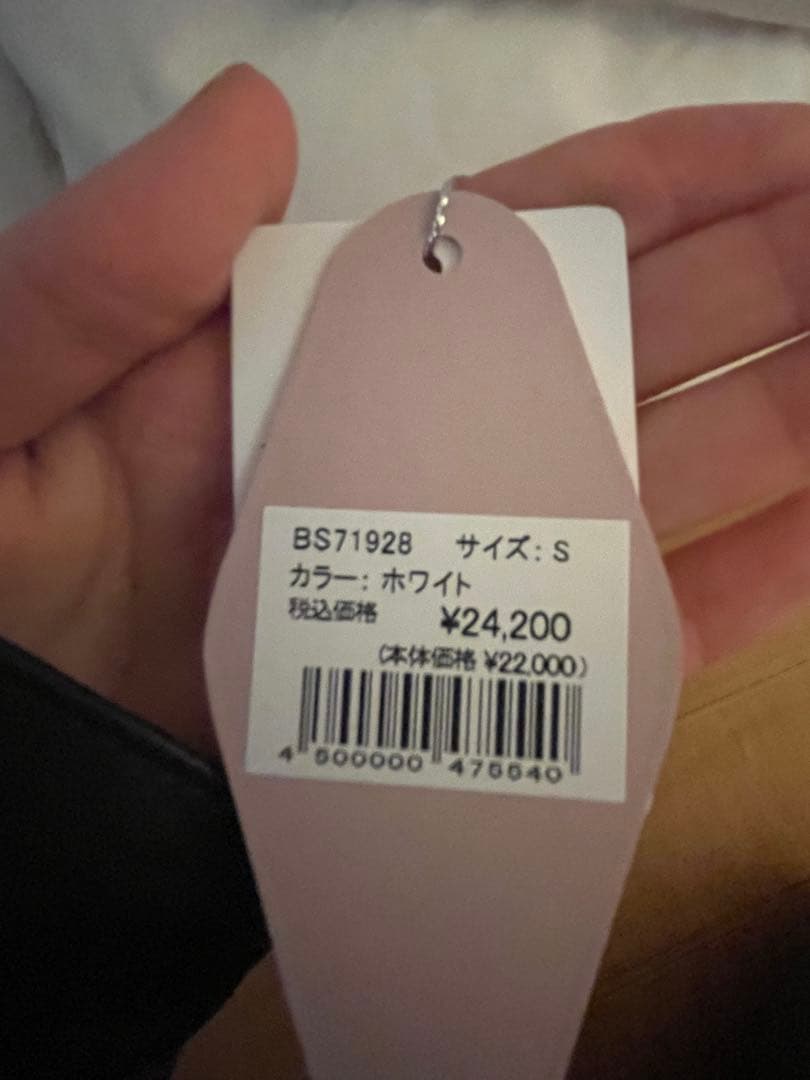 BS71928 サイズ: S
カラー: ホワイト
税込価格 ¥24,200
(本体価格 ¥22,000)
4 500000 475540